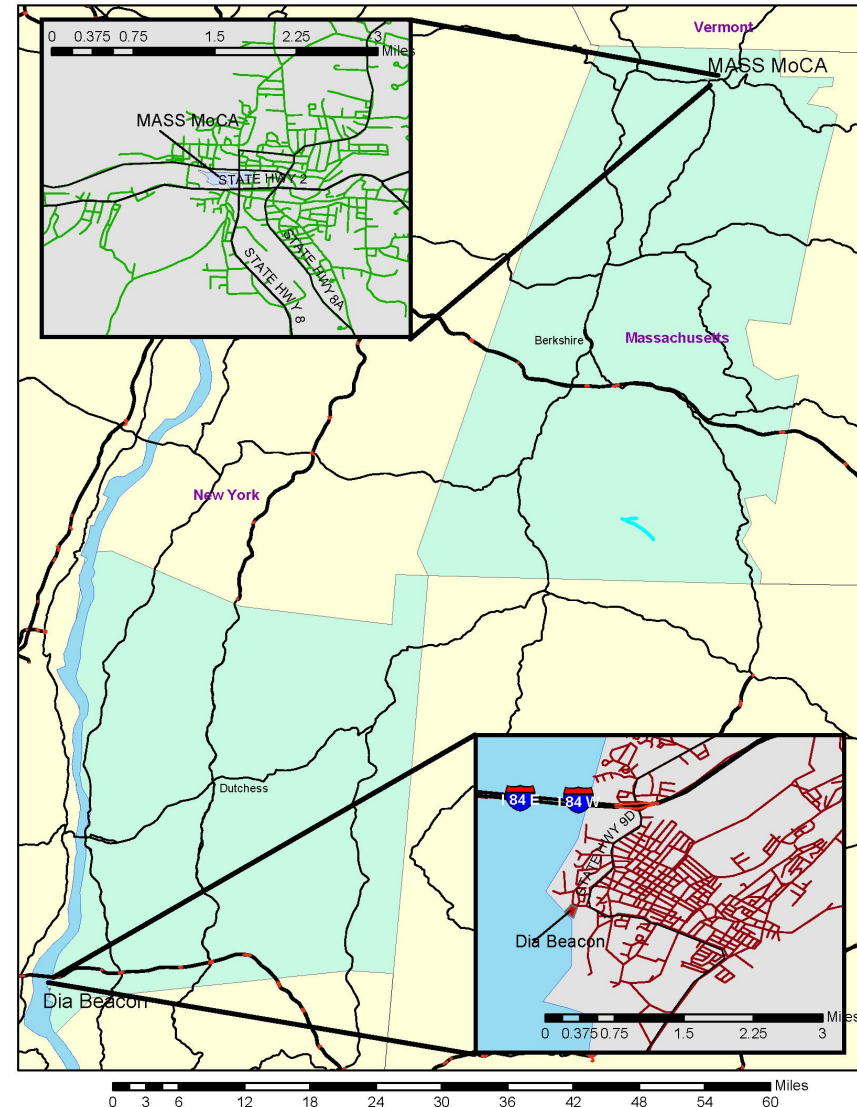 Vermont
MASS MoCA
0 0.375 0.75 1.5 2.25 3
Miles
MASS MoCA
STATE HWY 2
STATE HWY 8A
STATE HWY 8
Berkshire
Massachusetts
New York
Dutchess
I 84 E
I 84 W
STATE HWY 9D
Dia Beacon
Dia Beacon
Miles
0 0.375 0.75 1.5 2.25 3
Miles
0 3 6 12 18 24 30 36 42 48 54 60